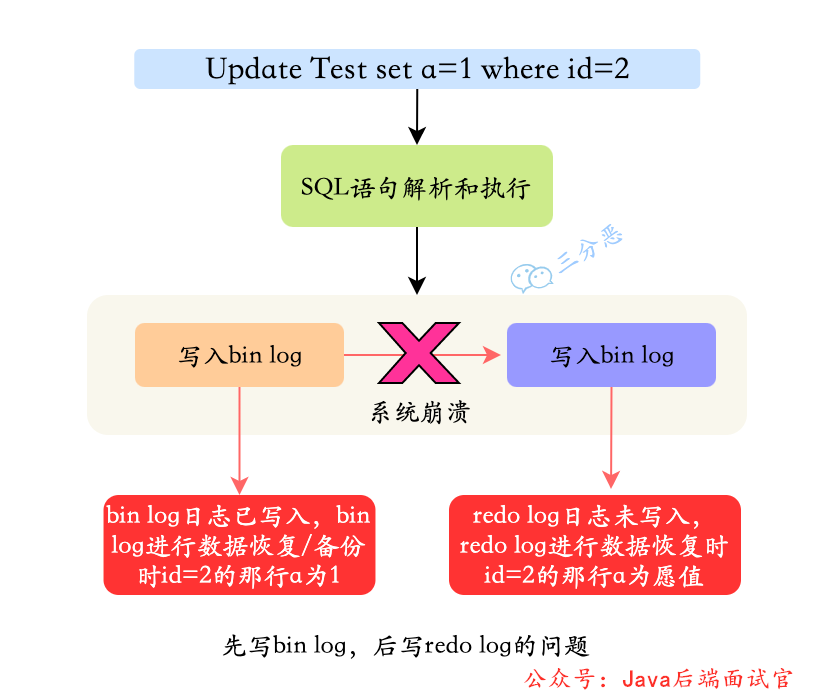 Update Test set a=1 where id=2
SQL语句解析和执行
三分恶
写入bin log
写入bin log
系统崩溃
bin log日志已写入，bin
log进行数据恢复/备份
时id=2的那行a为1
redo log日志未写入，
redo log进行数据恢复时
id=2的那行a为愿值
先写bin log，后写redo log的问题
公众号：Java后端面试官